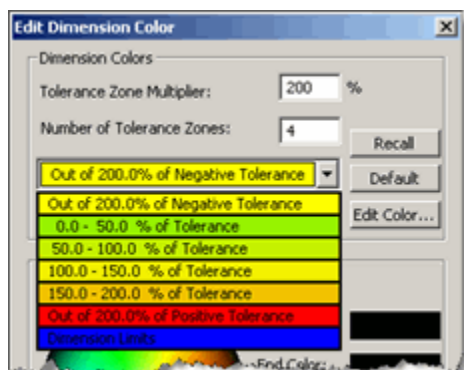 Edit Dimension Color
Dimension Colors
Tolerance Zone Multiplier: 200 %
Number of Tolerance Zones: 4
Recall
Out of 200.0% of Negative Tolerance
Default
Out of 200.0% of Negative Tolerance
Edit Color...
0.0 - 50.0 % of Tolerance
50.0 - 100.0 % of Tolerance
100.0 - 150.0 % of Tolerance
150.0 - 200.0 % of Tolerance
Out of 200.0% of Positive Tolerance
Dimension Limits
End Color: